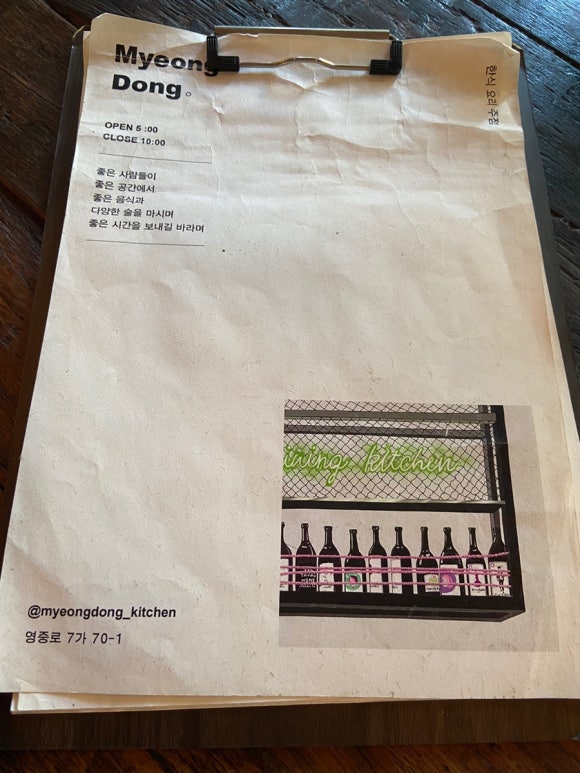 Myeong
Dong。
한식 요리 주점
OPEN 5 :00
CLOSE 10:00
좋은 사람들이
좋은 공간에서
좋은 음식과
다양한 술을 마시며
좋은 시간을 보내길 바라며
kitchen
@myeongdong_kitchen
영중로 7가 70-1